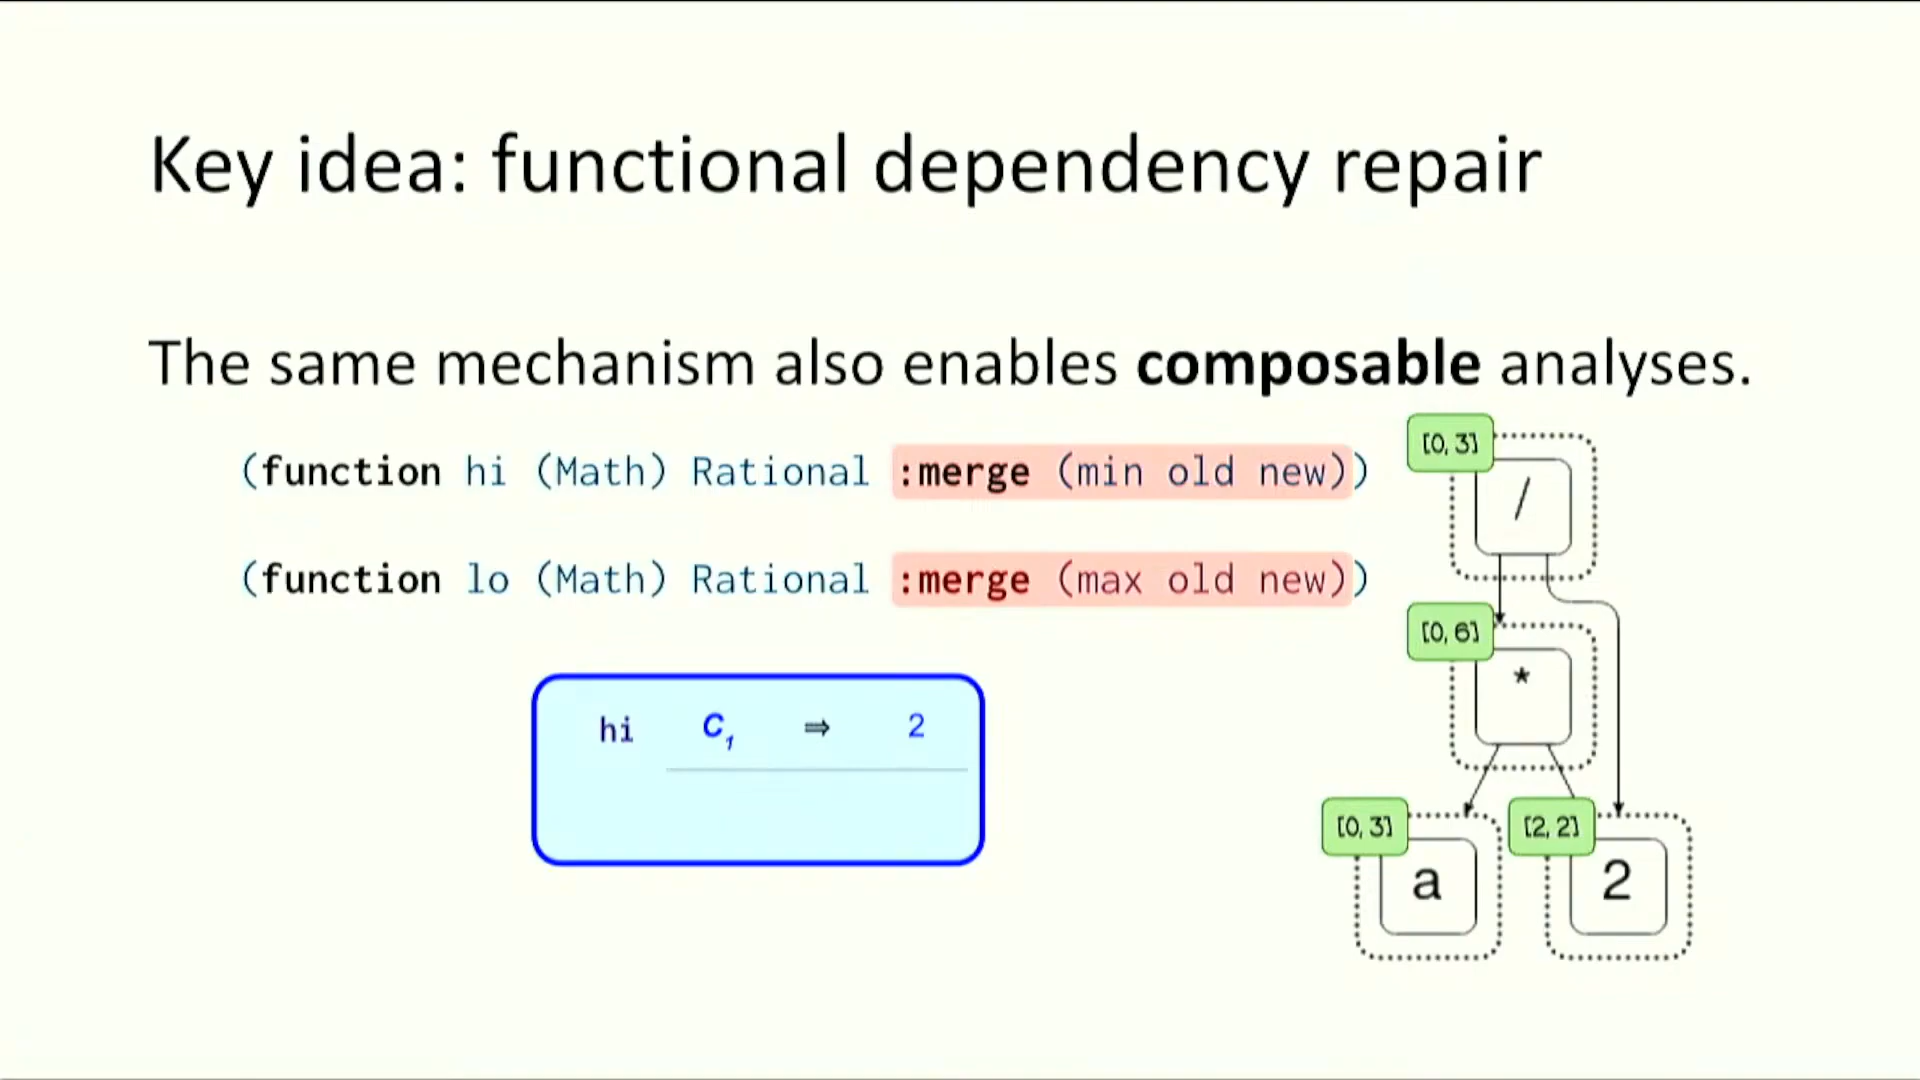 Key idea: functional dependency repair
The same mechanism also enables composable analyses.
(function hi (Math) Rational :merge (min old new))
(function lo (Math) Rational :merge (max old new))
hi C1 ⇒ 2
[0, 3]
/
[0, 6]
*
[0, 3]
a
[2, 2]
2